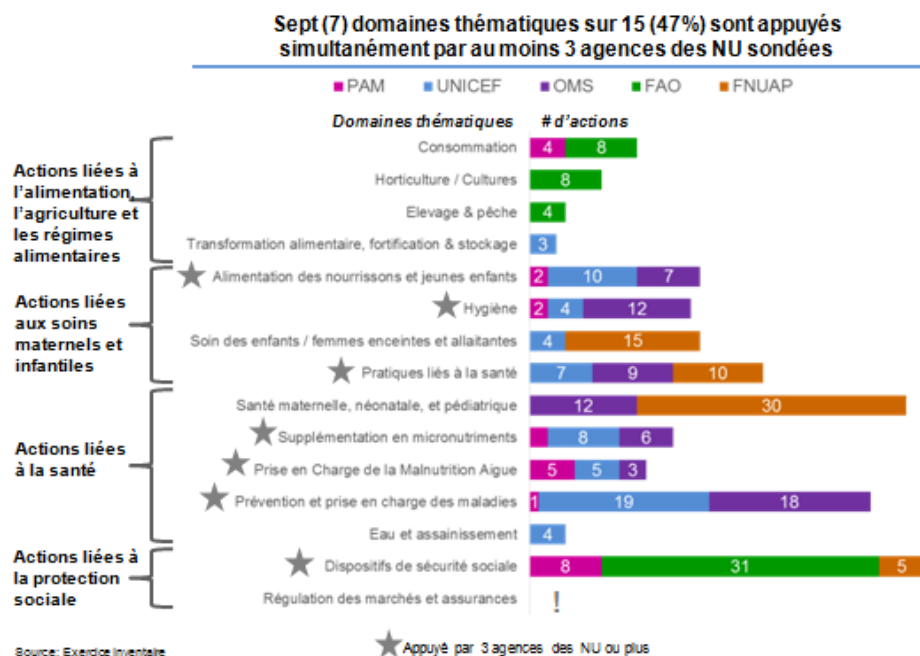 Sept (7) domaines thématiques sur 15 (47%) sont appuyés
simultanément par au moins 3 agences des NU sondées
PAM UNICEF OMS FAO FNUAP
Domaines thématiques # d'actions
Actions liées à
l'alimentation,
l'agriculture et
les régimes
alimentaires
Consommation 4 8
Horticulture / Cultures 8
Elevage & pêche 4
Transformation alimentaire, fortification & stockage 3
Actions liées
aux soins
maternels et
infantiles
Alimentation des nourrissons et jeunes enfants 2 10 7
Hygiène 2 4 12
Soin des enfants / femmes enceintes et allaitantes 4 15
Pratiques liés à la santé 7 9 10
Actions liées
à la santé
Santé maternelle, néonatale, et pédiatrique 12 30
Supplémentation en micronutriments 8 6
Prise en Charge de la Malnutrition Aigue 5 5 3
Prévention et prise en charge des maladies 1 19 18
Eau et assainissement 4
Actions liées à
la protection
sociale
Dispositifs de sécurité sociale 8 31 5
Régulation des marchés et assurances !
Source: Exercice Inventaire
Appuyé par 3 agences des NU ou plus